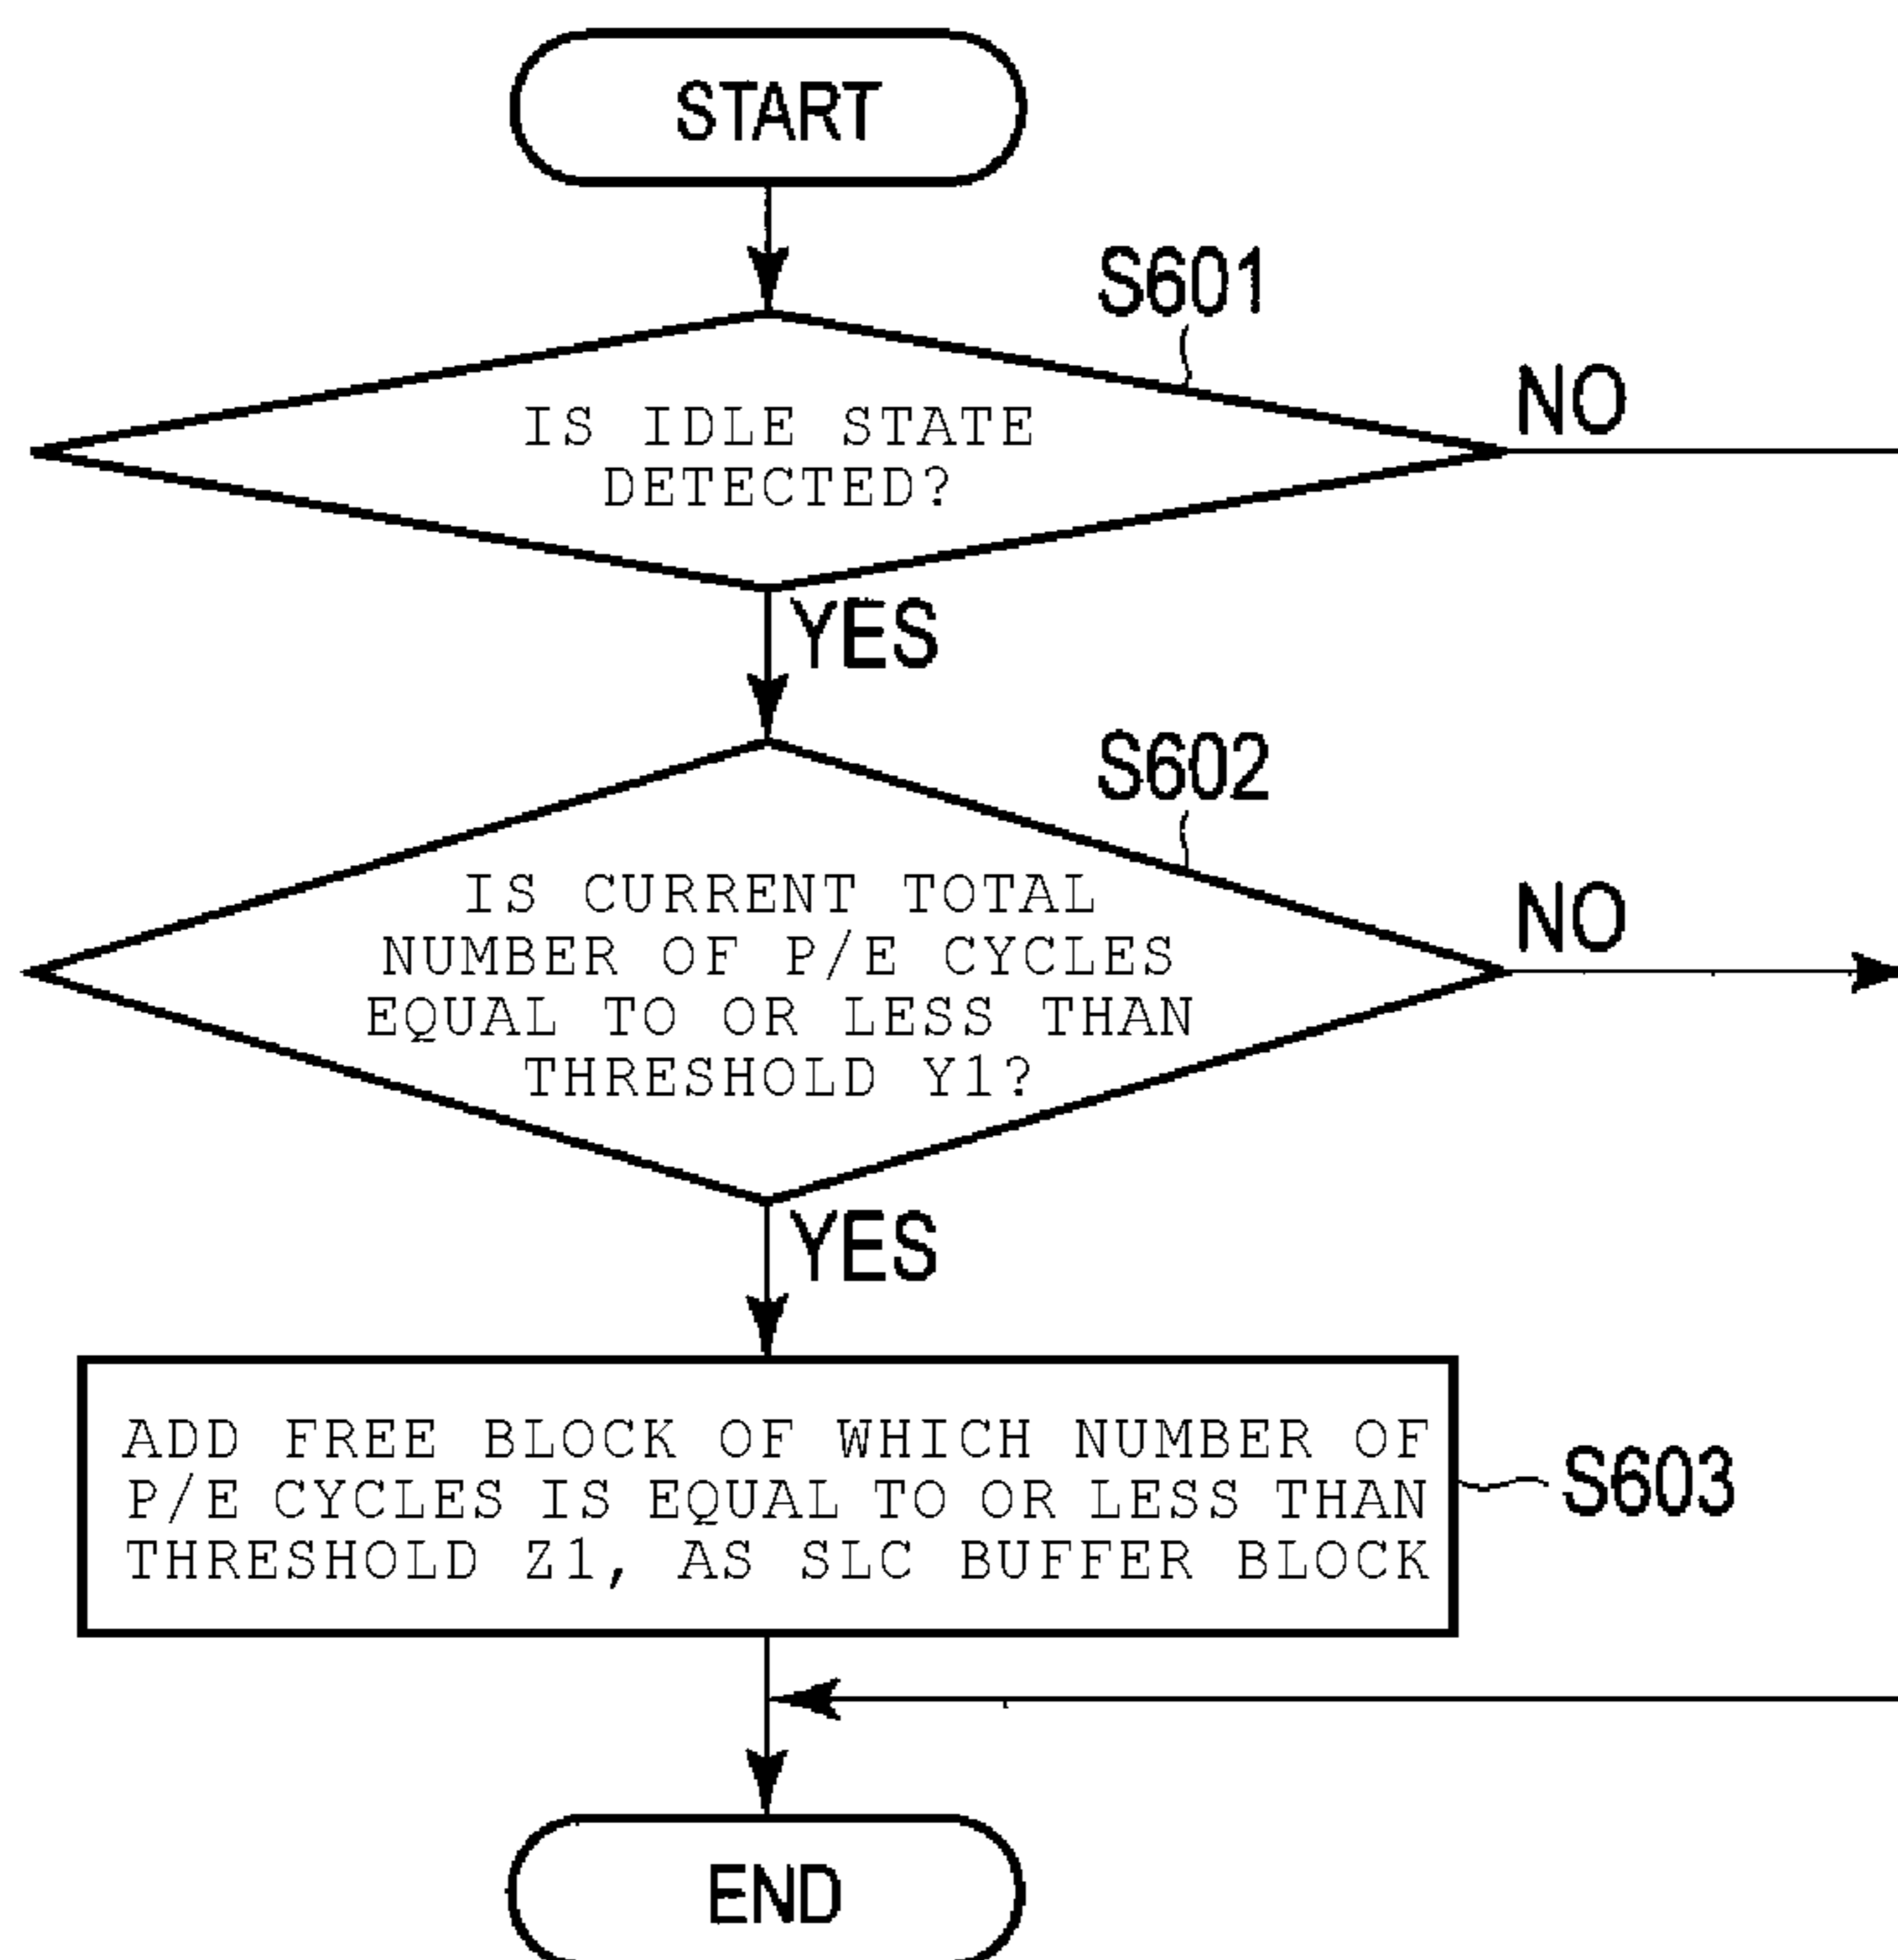 START
S601
NO
IS IDLE STATE
DETECTED?
YES
S602
NO
IS CURRENT TOTAL
NUMBER OF P/E CYCLES
EQUAL TO OR LESS THAN
THRESHOLD Y1?
YES
ADD FREE BLOCK OF WHICH NUMBER OF
P/E CYCLES IS EQUAL TO OR LESS THAN
THRESHOLD Z1, AS SLC BUFFER BLOCK
S603
END